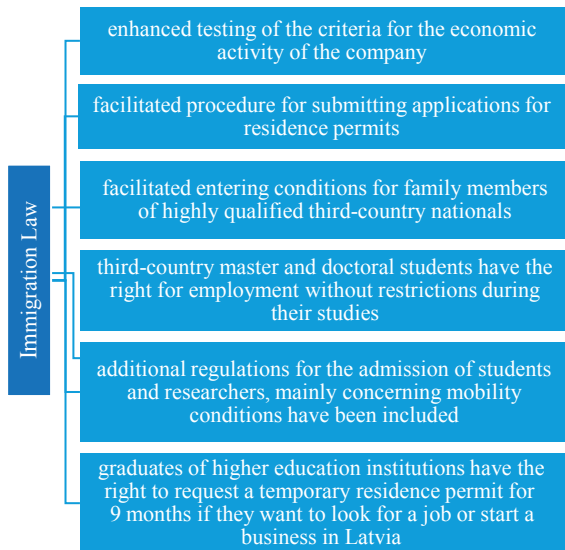 Immigration Law
enhanced testing of the criteria for the economic
activity of the company
facilitated procedure for submitting applications for
residence permits
facilitated entering conditions for family members
of highly qualified third-country nationals
third-country master and doctoral students have the
right for employment without restrictions during
their studies
additional regulations for the admission of students
and researchers, mainly concerning mobility
conditions have been included
graduates of higher education institutions have the
right to request a temporary residence permit for
9 months if they want to look for a job or start a
business in Latvia